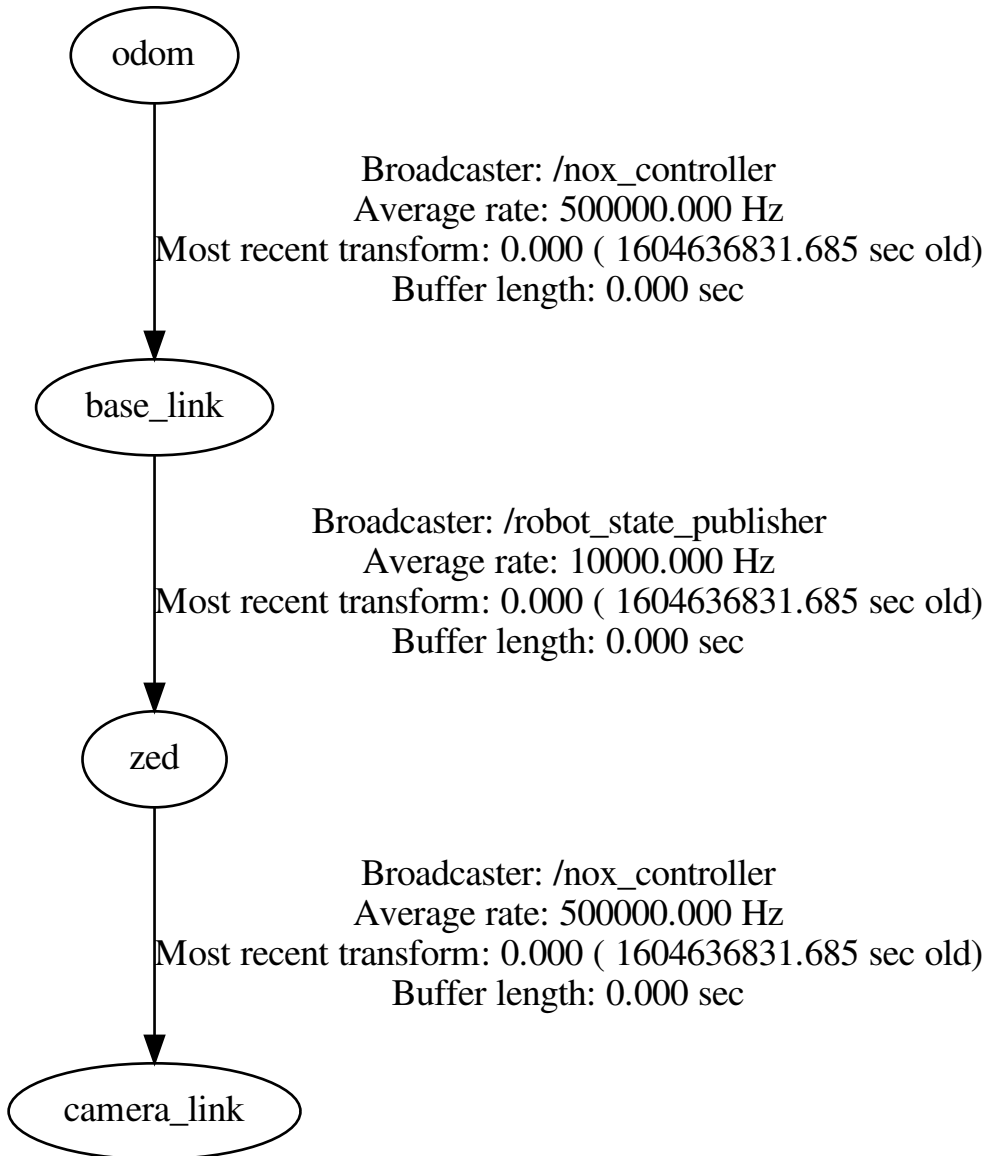 odom
Broadcaster: /nox_controller
Average rate: 500000.000 Hz
Most recent transform: 0.000 ( 1604636831.685 sec old)
Buffer length: 0.000 sec
base_link
Broadcaster: /robot_state_publisher
Average rate: 10000.000 Hz
Most recent transform: 0.000 ( 1604636831.685 sec old)
Buffer length: 0.000 sec
zed
Broadcaster: /nox_controller
Average rate: 500000.000 Hz
Most recent transform: 0.000 ( 1604636831.685 sec old)
Buffer length: 0.000 sec
camera_link